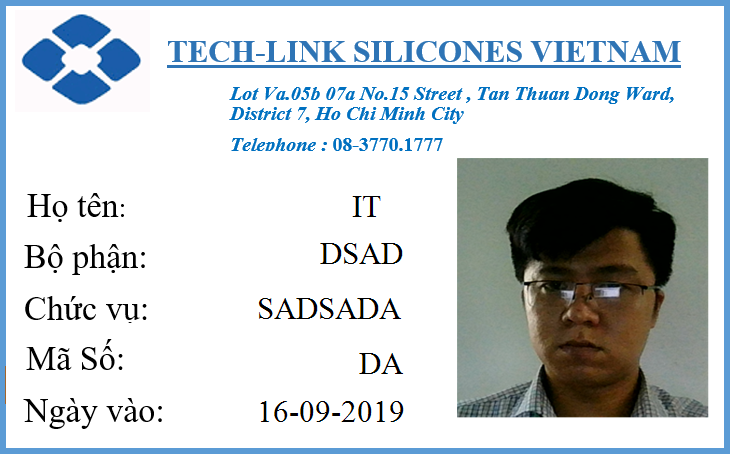 TECH-LINK SILICONES VIETNAM
Lot Va.05b 07a No.15 Street , Tan Thuan Dong Ward,
District 7, Ho Chi Minh City
Telephone : 08-3770.1777
Họ tên: IT
Bộ phận: DSAD
Chức vụ: SADSADA
Mã Số: DA
Ngày vào: 16-09-2019